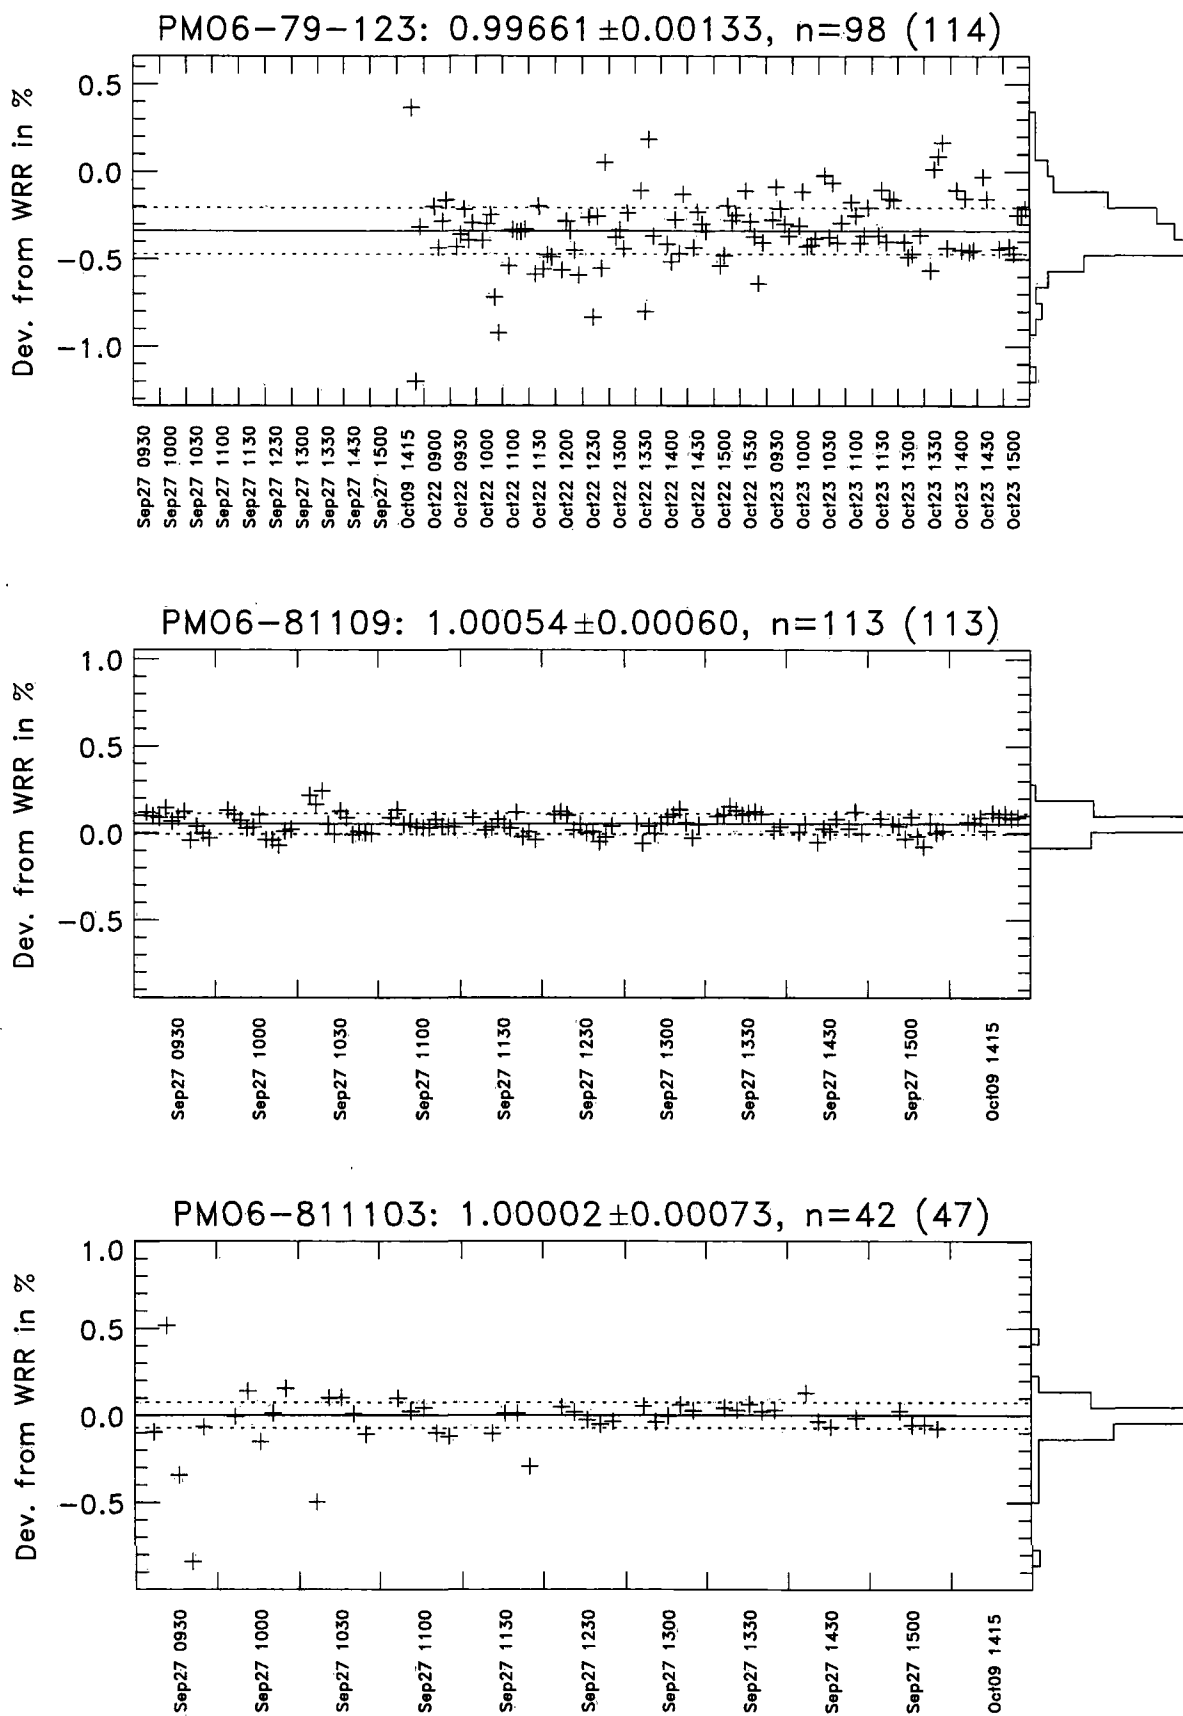 PMO6-79-123: 0.99661±0.00133, n=98 (114)
Dev. from WRR in %
0.5
0.0
-0.5
-1.0
Sep27 0930
Sep27 1000
Sep27 1030
Sep27 1100
Sep27 1130
Sep27 1230
Sep27 1300
Sep27 1330
Sep27 1430
Sep27 1500
Oct09 1415
Oct22 0900
Oct22 0930
Oct22 1000
Oct22 1100
Oct22 1130
Oct22 1200
Oct22 1230
Oct22 1300
Oct22 1330
Oct22 1400
Oct22 1430
Oct22 1500
Oct22 1530
Oct23 0930
Oct23 1000
Oct23 1030
Oct23 1100
Oct23 1130
Oct23 1300
Oct23 1330
Oct23 1400
Oct23 1430
Oct23 1500
PMO6-81109: 1.00054±0.00060, n=113 (113)
Dev. from WRR in %
1.0
0.5
0.0
-0.5
Sep27 0930
Sep27 1000
Sep27 1030
Sep27 1100
Sep27 1130
Sep27 1230
Sep27 1300
Sep27 1330
Sep27 1430
Sep27 1500
Oct09 1415
PMO6-811103: 1.00002±0.00073, n=42 (47)
Dev. from WRR in %
1.0
0.5
0.0
-0.5
Sep27 0930
Sep27 1000
Sep27 1030
Sep27 1100
Sep27 1130
Sep27 1230
Sep27 1300
Sep27 1330
Sep27 1430
Sep27 1500
Oct09 1415